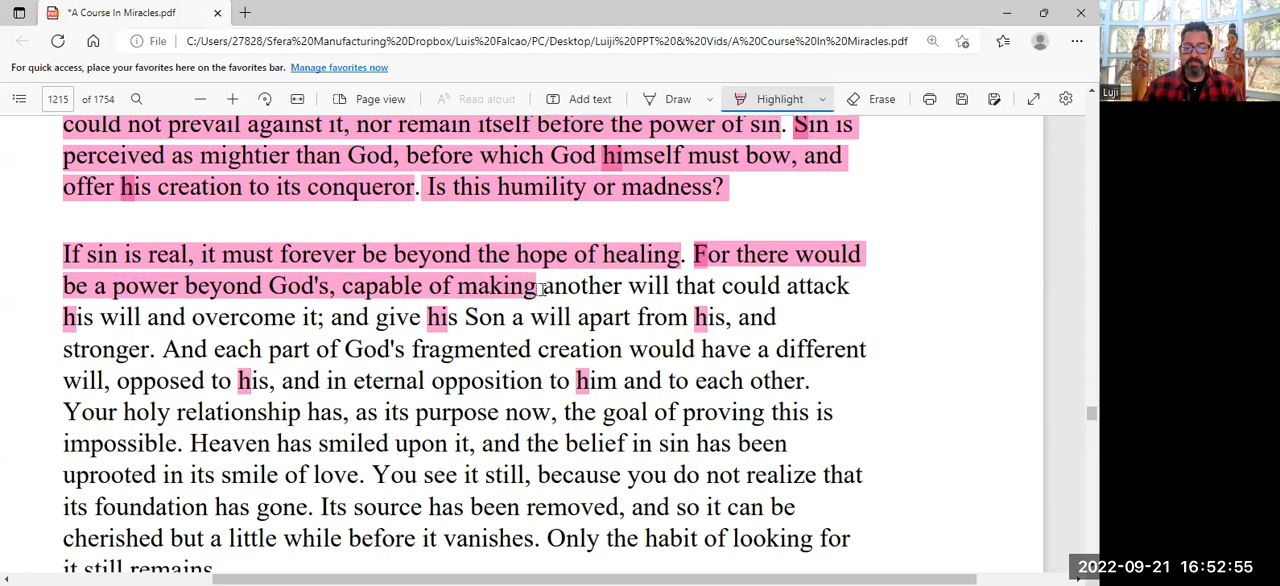 *A Course In Miracles.pdf
File
C:/Users/27828/Sfera%20Manufacturing%20Dropbox/Luis%20Falcao/PC/Desktop/Luiji%20PPT%20&%20Vids/A%20Course%20In%20Miracles.pdf
For quick access, place your favorites here on the favorites bar. Manage favorites now
1215 of 1754
Page view
Read aloud
Add text
Draw
Highlight
Erase
Luji
could not prevail against it, nor remain itself before the power of sin. Sin is
perceived as mightier than God, before which God himself must bow, and
offer his creation to its conqueror. Is this humility or madness?
If sin is real, it must forever be beyond the hope of healing. For there would
be a power beyond God's, capable of making another will that could attack
his will and overcome it; and give his Son a will apart from his, and
stronger. And each part of God's fragmented creation would have a different
will, opposed to his, and in eternal opposition to him and to each other.
Your holy relationship has, as its purpose now, the goal of proving this is
impossible. Heaven has smiled upon it, and the belief in sin has been
uprooted in its smile of love. You see it still, because you do not realize that
its foundation has gone. Its source has been removed, and so it can be
cherished but a little while before it vanishes. Only the habit of looking for
it still remains.
2022-09-21 16:52:55